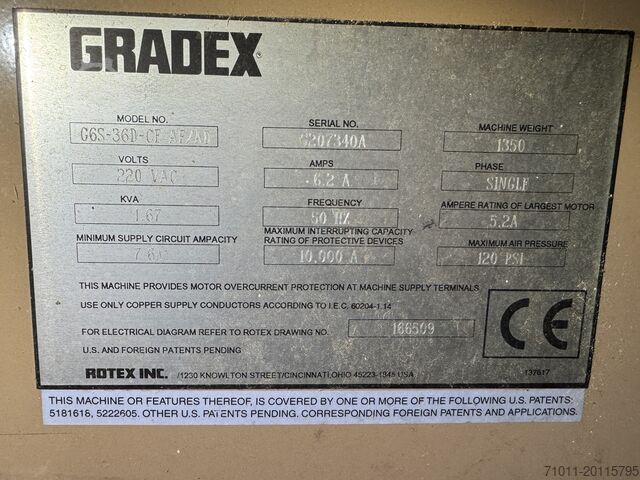 GRADEX
MODEL NO.
SERIAL NO.
MACHINE WEIGHT
G6S-36D-CF-AF/AD
G207340A
1350
VOLTS
AMPS
PHASE
220 VAC
6.2 A
SINGLE
KVA
FREQUENCY
AMPERE RATING OF LARGEST MOTOR
1.67
50 HZ
5.2A
MINIMUM SUPPLY CIRCUIT AMPACITY
MAXIMUM INTERRUPTING CAPACITY
RATING OF PROTECTIVE DEVICES
MAXIMUM AIR PRESSURE
10,000 A
120 PSI
THIS MACHINE PROVIDES MOTOR OVERCURRENT PROTECTION AT MACHINE SUPPLY TERMINALS
USE ONLY COPPER SUPPLY CONDUCTORS ACCORDING TO I.E.C. 60204-1.14
FOR ELECTRICAL DIAGRAM REFER TO ROTEX DRAWING NO.
166509
U.S. AND FOREIGN PATENTS PENDING
CE
ROTEX INC. /1230 KNOWLTON STREET/CINCINNATI,OHIO 45223-1845 USA
137617
THIS MACHINE OR FEATURES THEREOF, IS COVERED BY ONE OR MORE OF THE FOLLOWING U.S. PATENTS:
5181616, 5222605. OTHER U.S. PATENTS PENDING. CORRESPONDING FOREIGN PATENTS AND APPLICATIONS.
71011-20115795